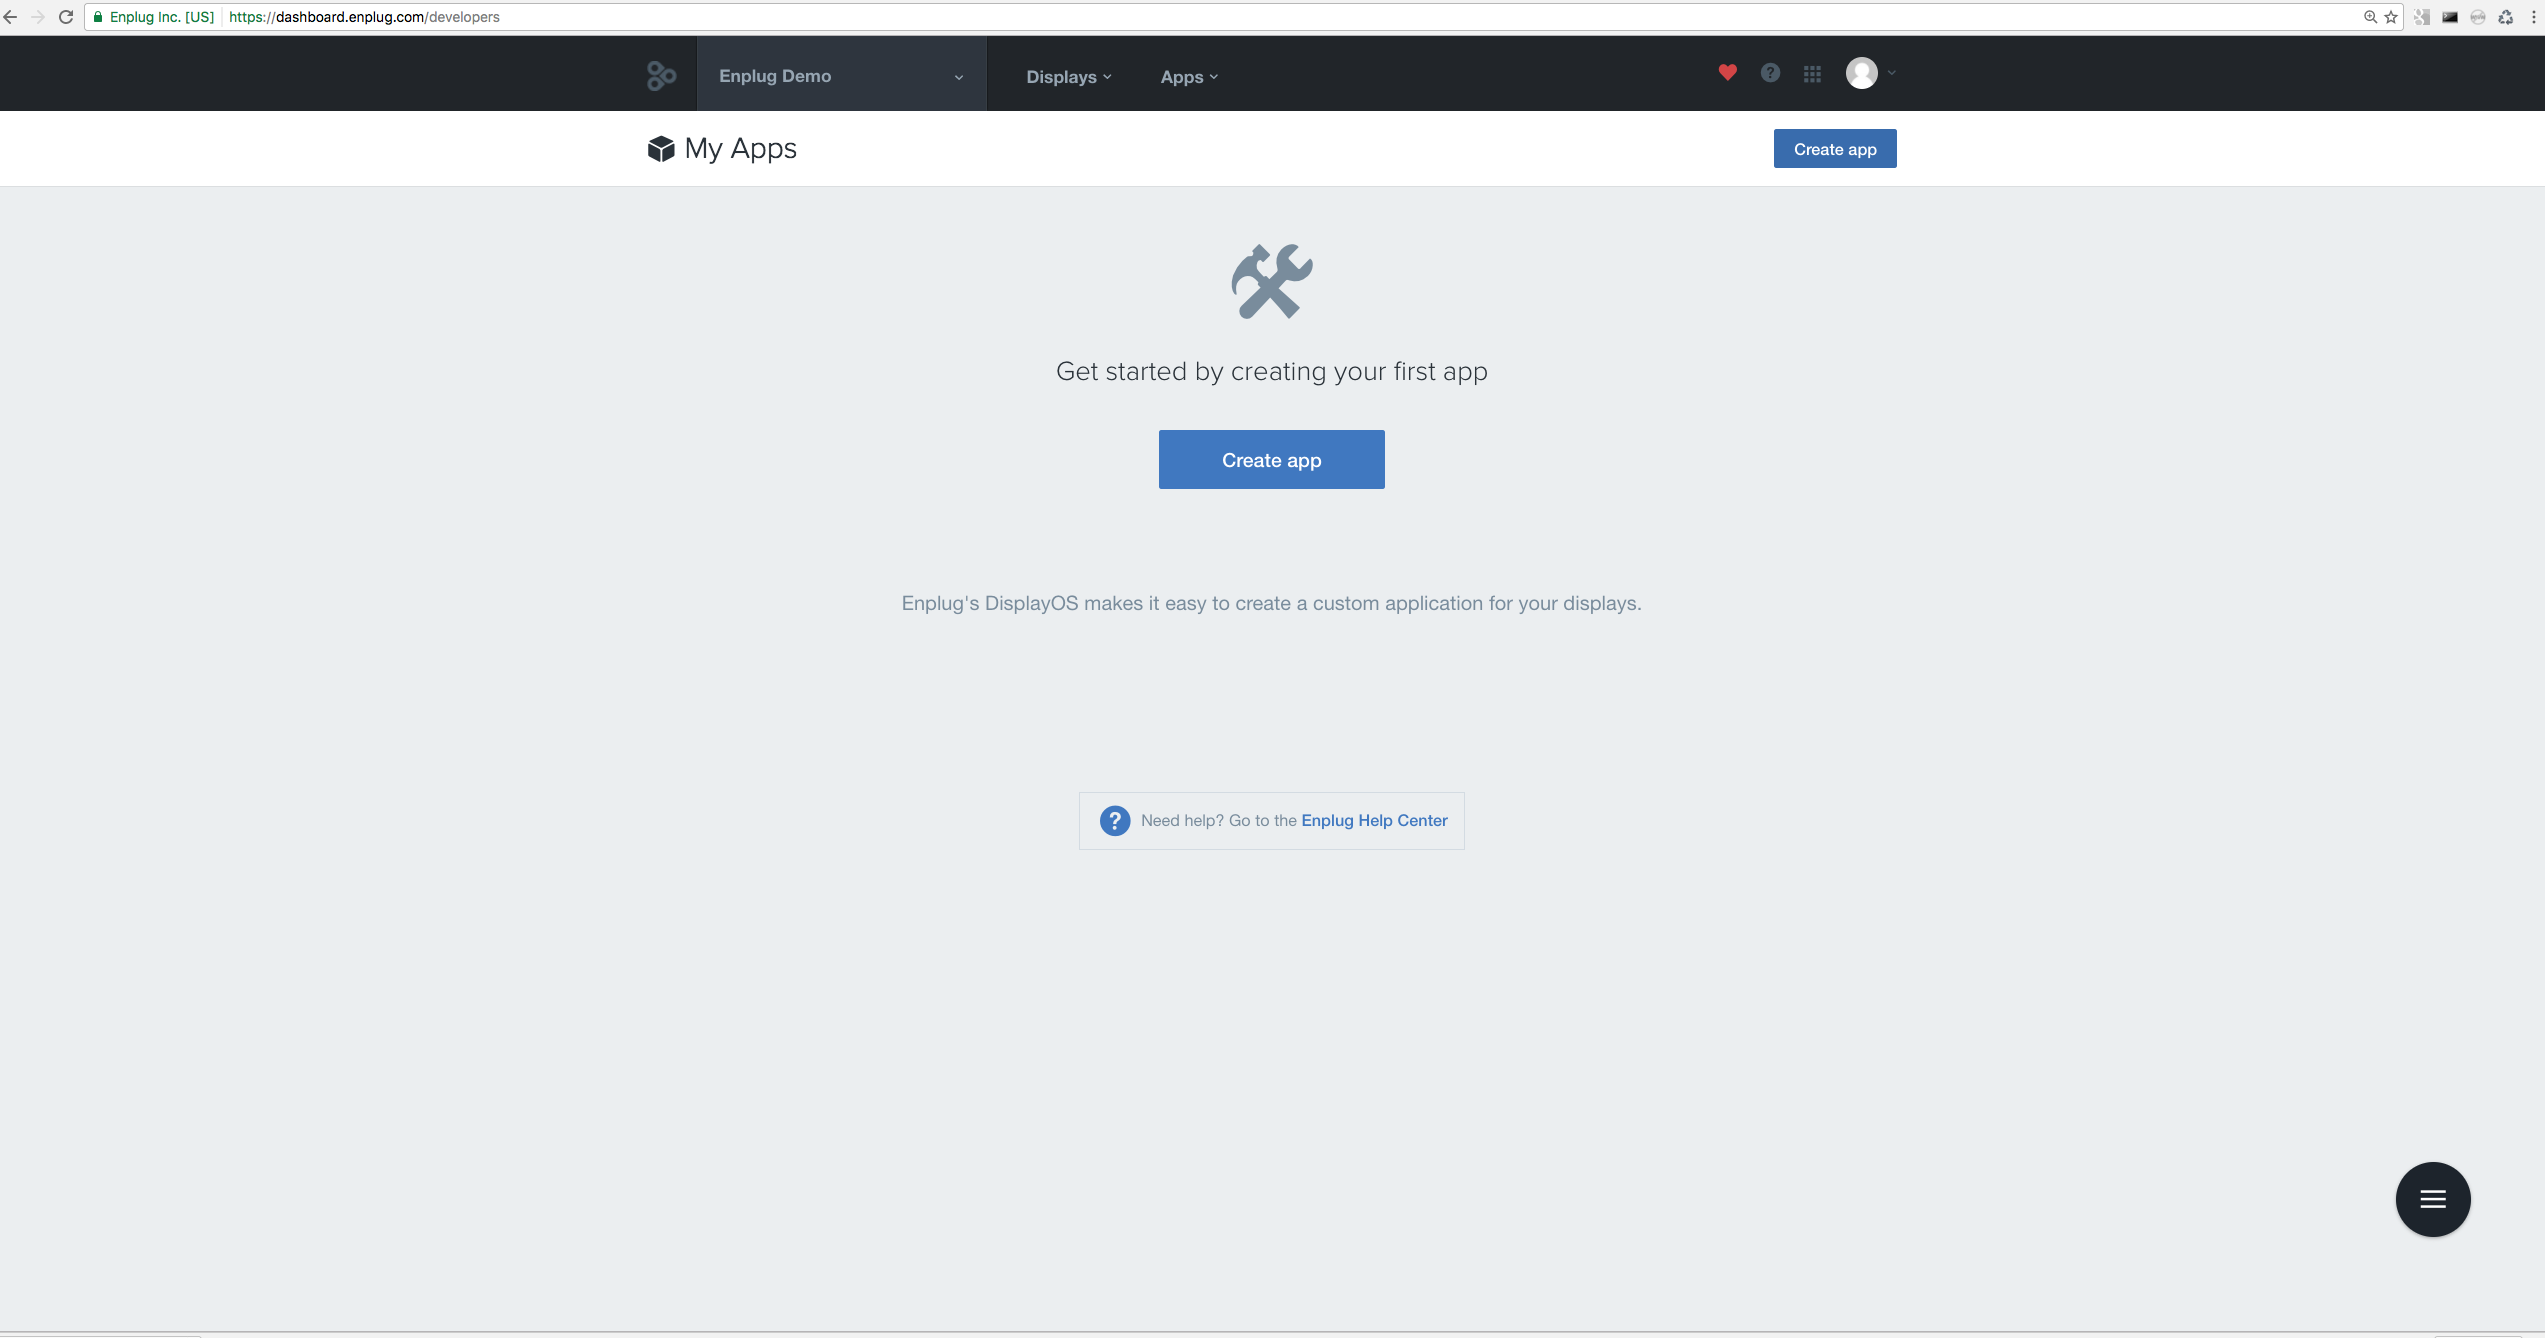 Enplug Inc. [US] https://dashboard.enplug.com/developers
Enplug Demo Displays Apps ?
My Apps Create app
Get started by creating your first app
Create app
Enplug's DisplayOS makes it easy to create a custom application for your displays.
? Need help? Go to the Enplug Help Center